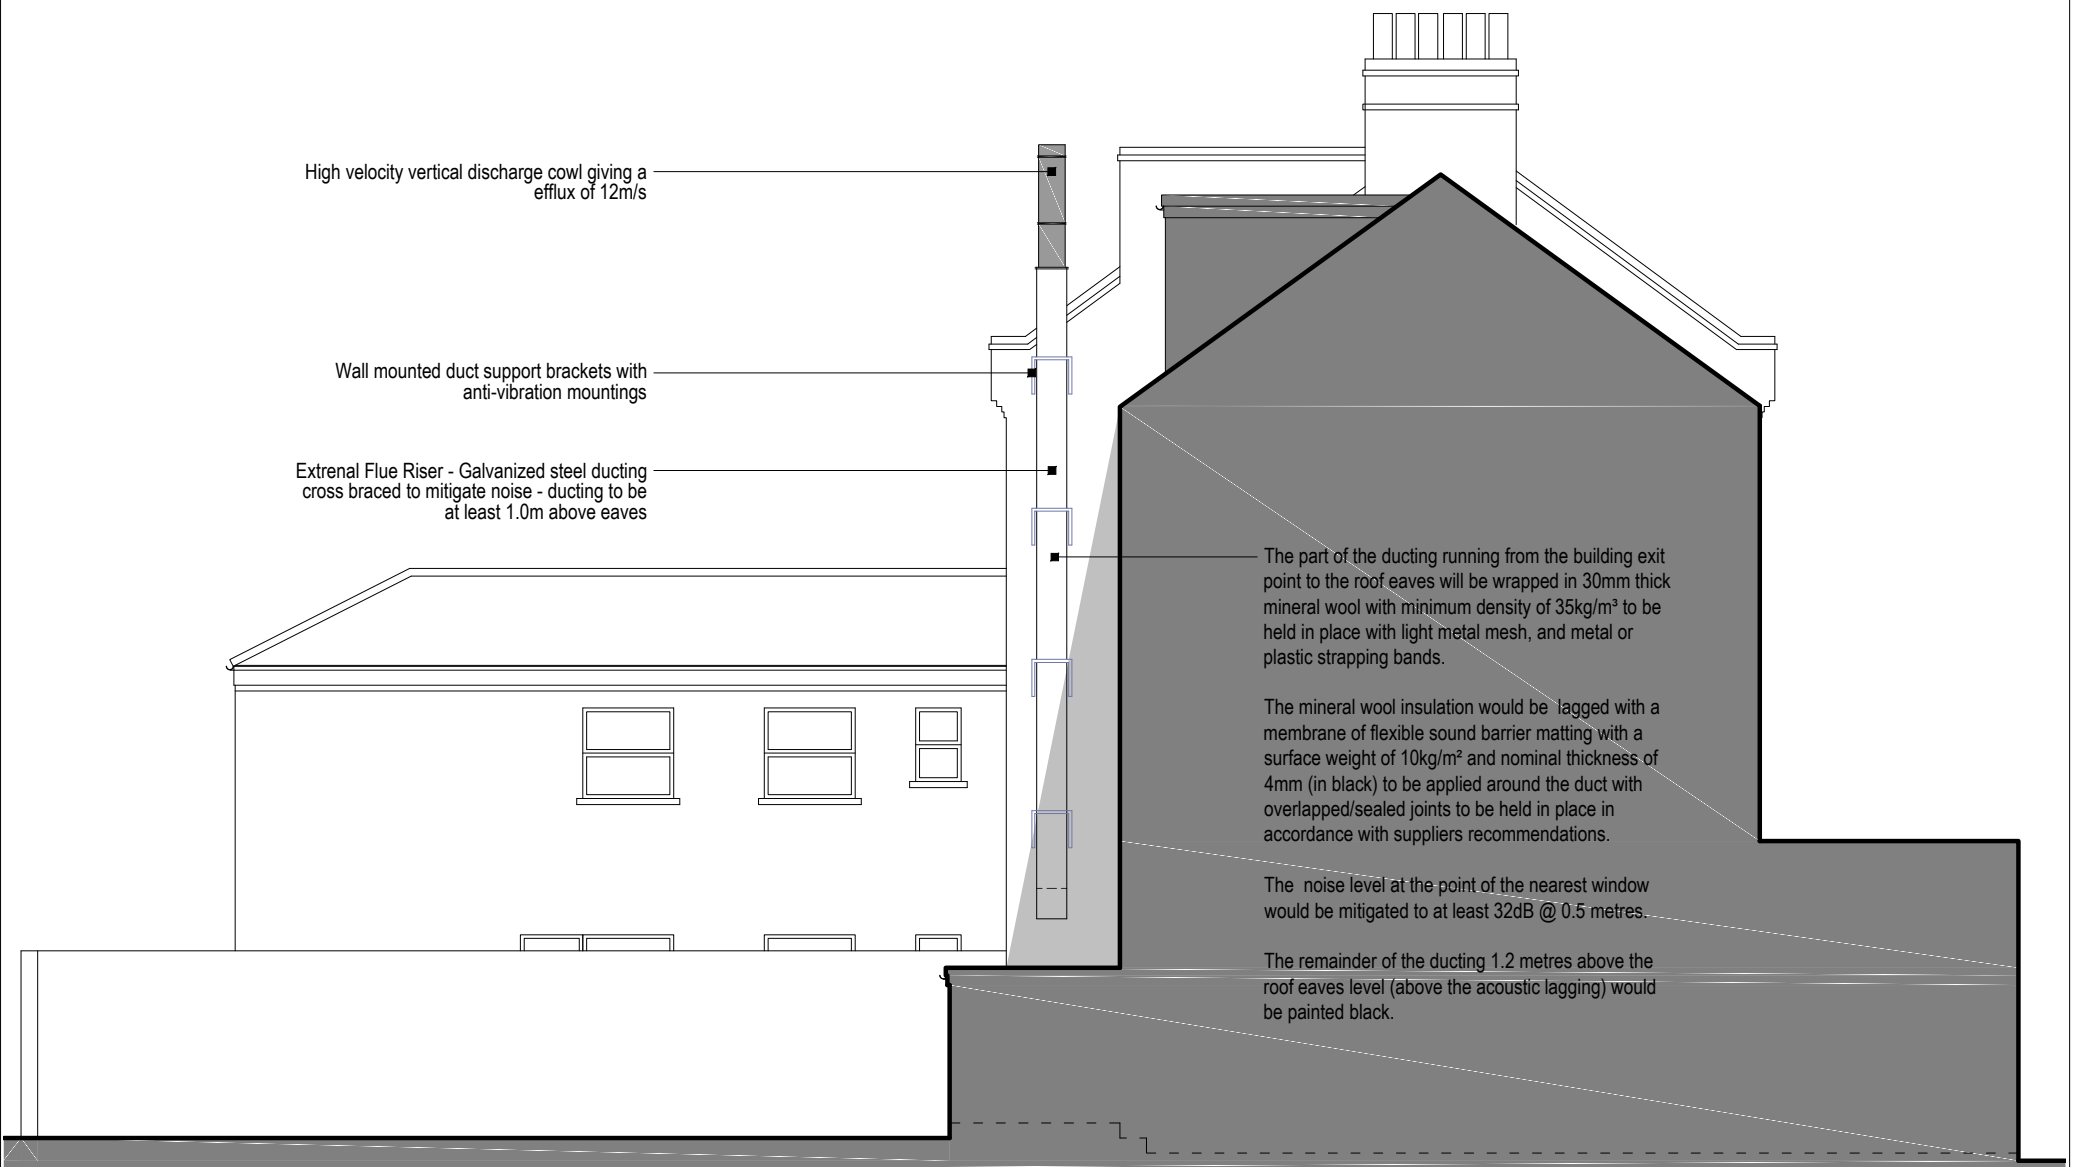 High velocity vertical discharge cowl giving a
efflux of 12m/s
Wall mounted duct support brackets with
anti-vibration mountings
Extrenal Flue Riser - Galvanized steel ducting
cross braced to mitigate noise - ducting to be
at least 1.0m above eaves
The part of the ducting running from the building exit
point to the roof eaves will be wrapped in 30mm thick
mineral wool with minimum density of 35kg/m³ to be
held in place with light metal mesh, and metal or
plastic strapping bands.
The mineral wool insulation would be lagged with a
membrane of flexible sound barrier matting with a
surface weight of 10kg/m² and nominal thickness of
4mm (in black) to be applied around the duct with
overlapped/sealed joints to be held in place in
accordance with suppliers recommendations.
The noise level at the point of the nearest window
would be mitigated to at least 32dB @ 0.5 metres.
The remainder of the ducting 1.2 metres above the
roof eaves level (above the acoustic lagging) would
be painted black.